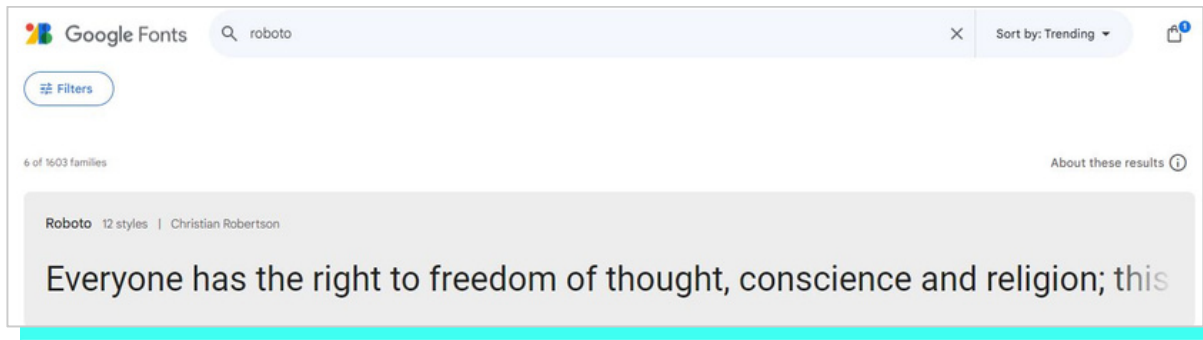 Google Fonts roboto Sort by: Trending 1
Filters
6 of 1603 families About these results
Roboto 12 styles | Christian Robertson
Everyone has the right to freedom of thought, conscience and religion; this